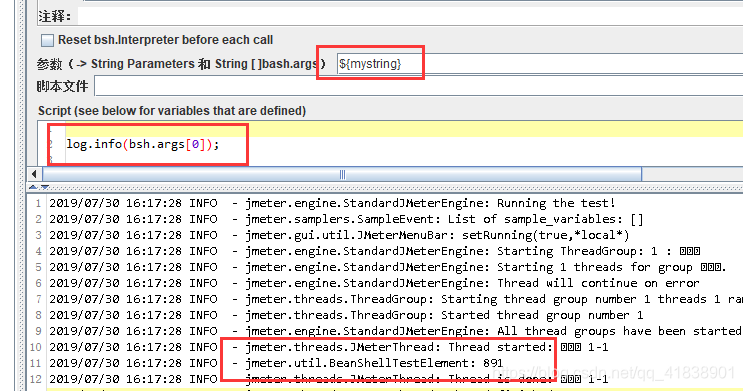 注释：
Reset bsh.Interpreter before each call
参数（-> String Parameters 和 String [ ]bash.args） ${mystring}
脚本文件
Script (see below for variables that are defined)
1
2 log.info(bsh.args[0]);
1 2019/07/30 16:17:28 INFO - jmeter.engine.StandardJMeterEngine: Running the test!
2 2019/07/30 16:17:28 INFO - jmeter.samplers.SampleEvent: List of sample_variables: []
3 2019/07/30 16:17:28 INFO - jmeter.gui.util.JMeterMenuBar: setRunning(true,*local*)
4 2019/07/30 16:17:28 INFO - jmeter.engine.StandardJMeterEngine: Starting ThreadGroup: 1 : □□□
5 2019/07/30 16:17:28 INFO - jmeter.engine.StandardJMeterEngine: Starting 1 threads for group □□□.
6 2019/07/30 16:17:28 INFO - jmeter.engine.StandardJMeterEngine: Thread will continue on error
7 2019/07/30 16:17:28 INFO - jmeter.threads.ThreadGroup: Starting thread group number 1 threads 1 ra
8 2019/07/30 16:17:28 INFO - jmeter.threads.ThreadGroup: Started thread group number 1
9 2019/07/30 16:17:28 INFO - jmeter.engine.StandardJMeterEngine: All thread groups have been started
10 2019/07/30 16:17:28 INFO - jmeter.threads.JMeterThread: Thread started: □□□ 1-1
11 2019/07/30 16:17:28 INFO - jmeter.util.BeanShellTestElement: 891
12 2019/07/30 16:17:28 INFO - jmeter.threads.JMeterThread: Thread is done: □□□ 1-1
https://blog.csdn.net/qq_41838901